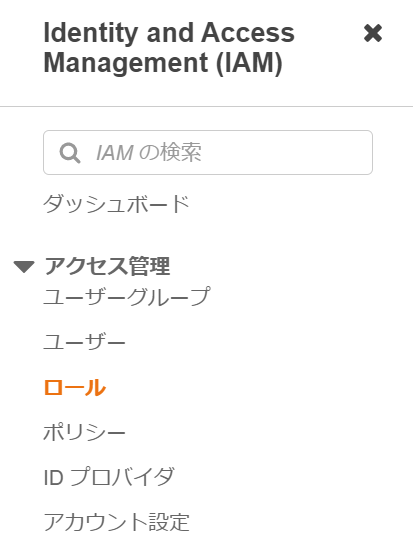 Identity and Access
Management (IAM)
IAM の検索
ダッシュボード
アクセス管理
ユーザーグループ
ユーザー
ロール
ポリシー
ID プロバイダ
アカウント設定